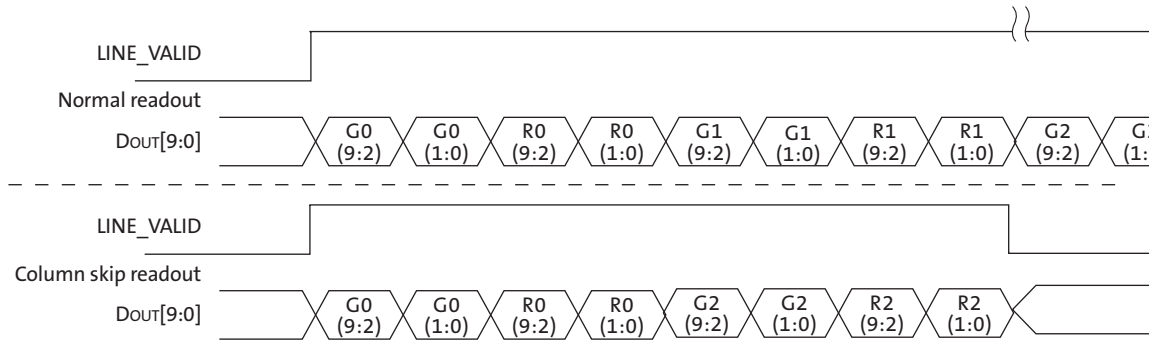 LINE_VALID
Normal readout
DOUT[9:0]
G0 G0 R0 R0 G1 G1 R1 R1 G2
(9:2) (1:0) (9:2) (1:0) (9:2) (1:0) (9:2) (1:0) (9:2) (1:
LINE_VALID
Column skip readout
DOUT[9:0]
G0 G0 R0 R0 G2 G2 R2 R2
(9:2) (1:0) (9:2) (1:0) (9:2) (1:0) (9:2) (1:0)